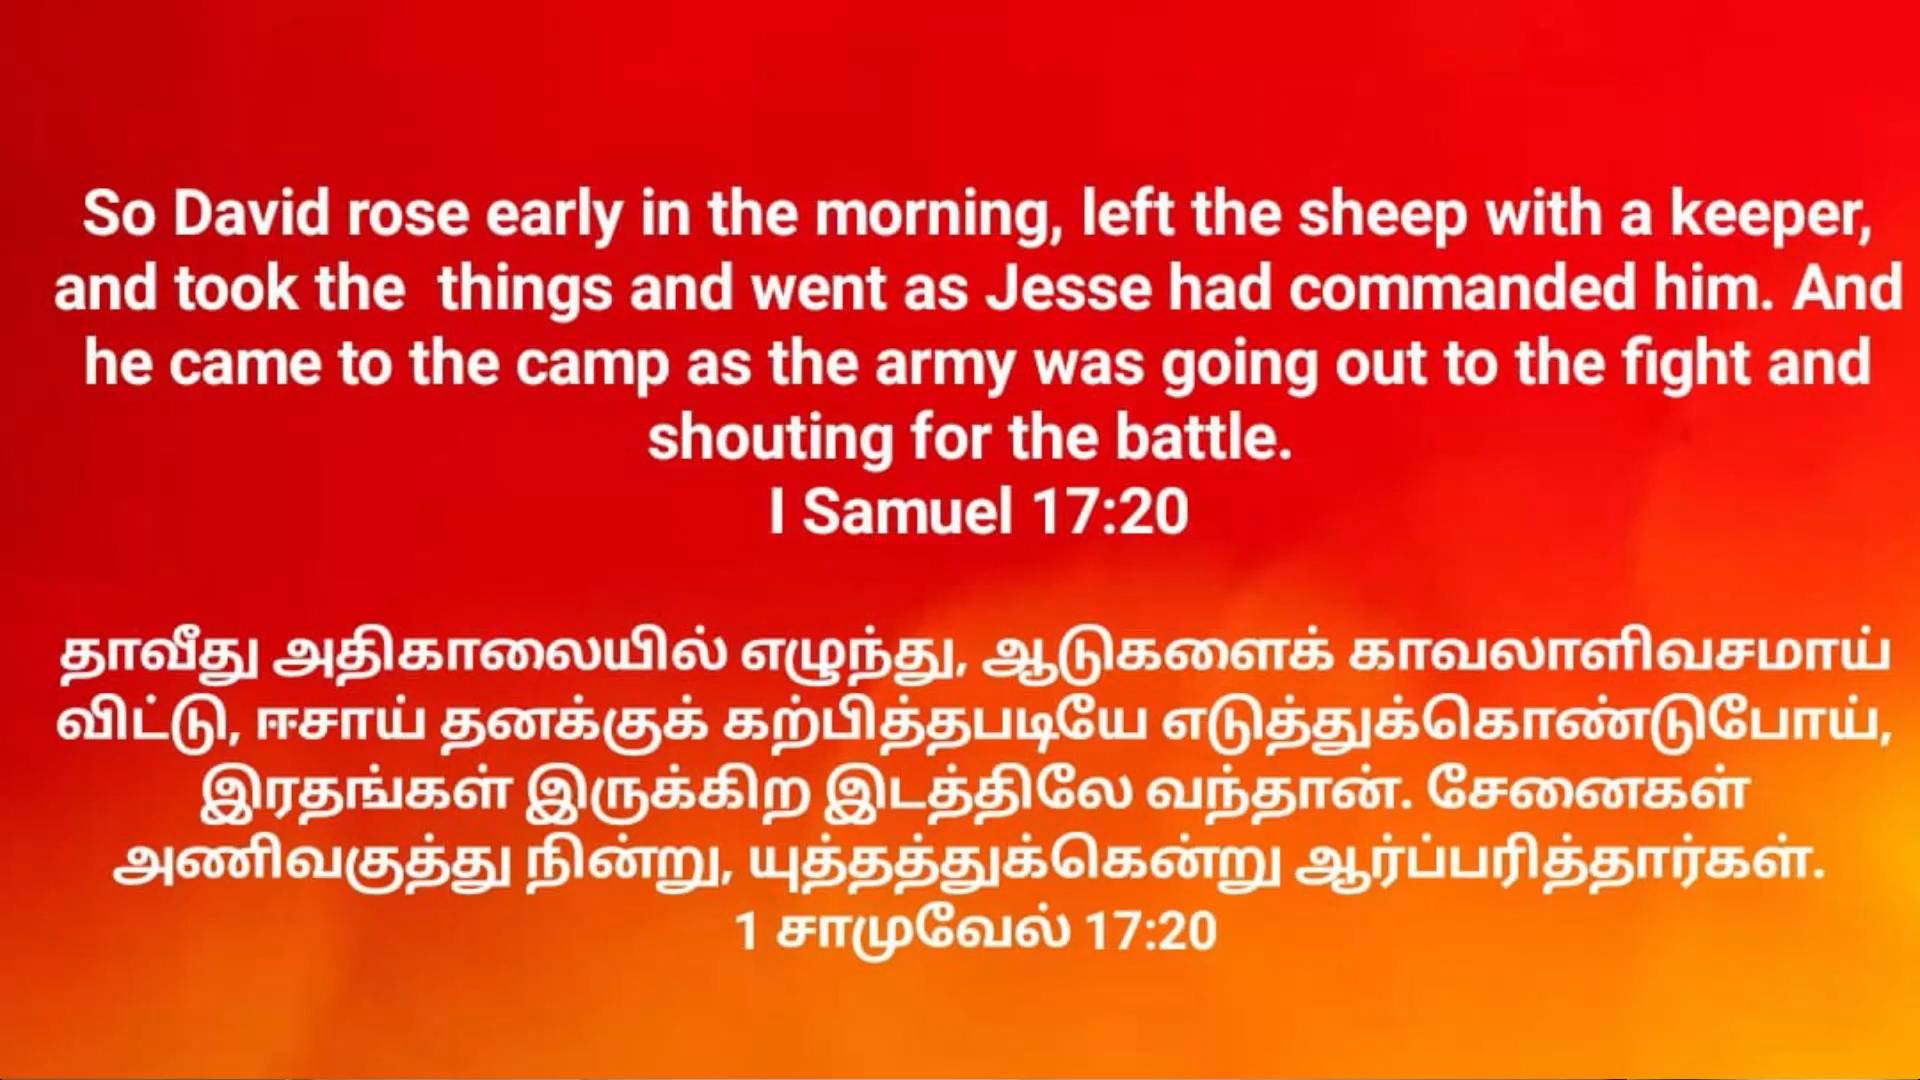 So David rose early in the morning, left the sheep with a keeper,
and took the  things and went as Jesse had commanded him. And
he came to the camp as the army was going out to the fight and
shouting for the battle.
I Samuel 17:20
தாவீது அதிகாலையில் எழுந்து, ஆடுகளைக் காவலாளிவசமாய்
விட்டு, ஈசாய் தனக்குக் கற்பித்தபடியே எடுத்துக்கொண்டுபோய்,
இரதங்கள் இருக்கிற இடத்திலே வந்தான். சேனைகள்
அணிவகுத்து நின்று, யுத்தத்துக்கென்று ஆர்ப்பரித்தார்கள்.
1 சாமுவேல் 17:20